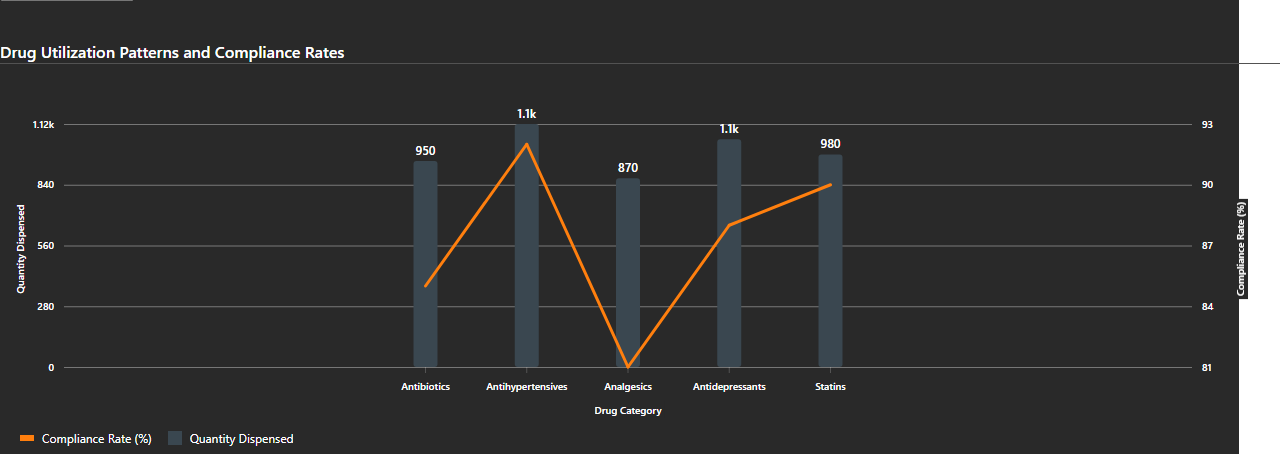 Drug Utilization Patterns and Compliance Rates
1.12k
840
560
280
0
Quantity Dispensed
950
1.1k
870
1.1k
980
93
90
87
84
81
Compliance Rate (%)
Antibiotics Antihypertensives Analgesics Antidepressants Statins
Drug Category
Compliance Rate (%) Quantity Dispensed